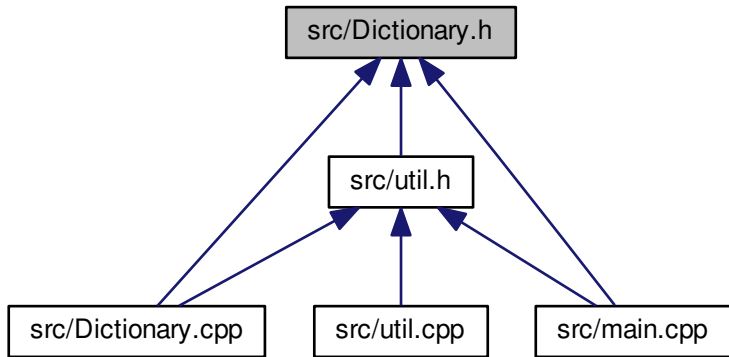 src/Dictionary.h
src/util.h
src/Dictionary.cpp
src/util.cpp
src/main.cpp